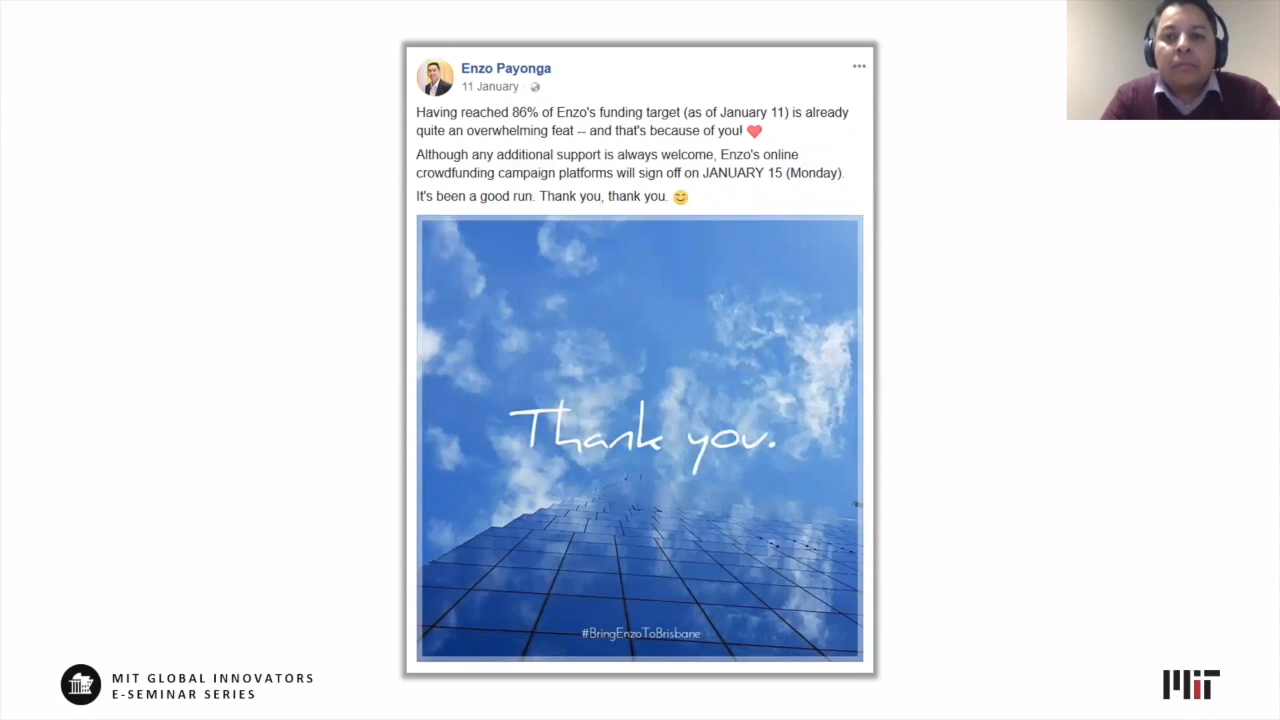 Enzo Payonga
11 January
Having reached 86% of Enzo's funding target (as of January 11) is already
quite an overwhelming feat -- and that's because of you! ❤️
Although any additional support is always welcome, Enzo's online
crowdfunding campaign platforms will sign off on JANUARY 15 (Monday).
It's been a good run. Thank you, thank you. 😊
Thank you.
#BringEnzoToBrisbane
MIT GLOBAL INNOVATORS
E-SEMINAR SERIES
MIT